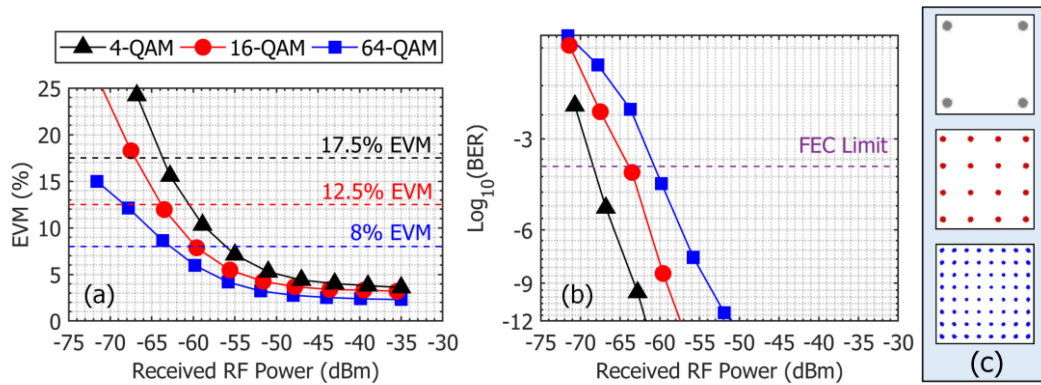 4-QAM 16-QAM 64-QAM
25
20
15
10
5
0
EVM (%)
17.5% EVM
12.5% EVM
8% EVM
(a)
-75 -70 -65 -60 -55 -50 -45 -40 -35 -30
Received RF Power (dBm)
-3
-6
-9
-12
Log10(BER)
FEC Limit
(b)
-75 -70 -65 -60 -55 -50 -45 -40 -35 -30
Received RF Power (dBm)
(c)